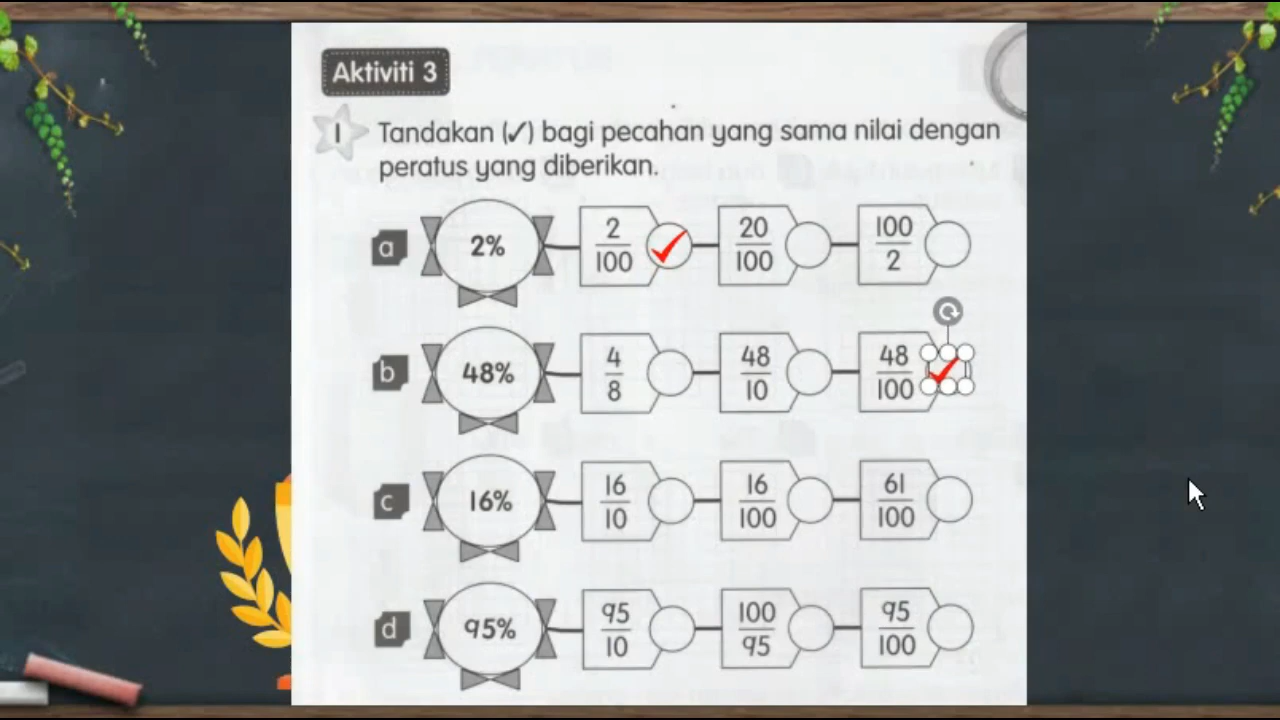 Aktiviti 3
1 Tandakan (✓) bagi pecahan yang sama nilai dengan
peratus yang diberikan.
a 2% 2/100 ✓ 20/100 100/2
b 48% 4/8 48/10 48/100 ✓
c 16% 16/10 16/100 61/100
d 95% 95/10 100/95 95/100